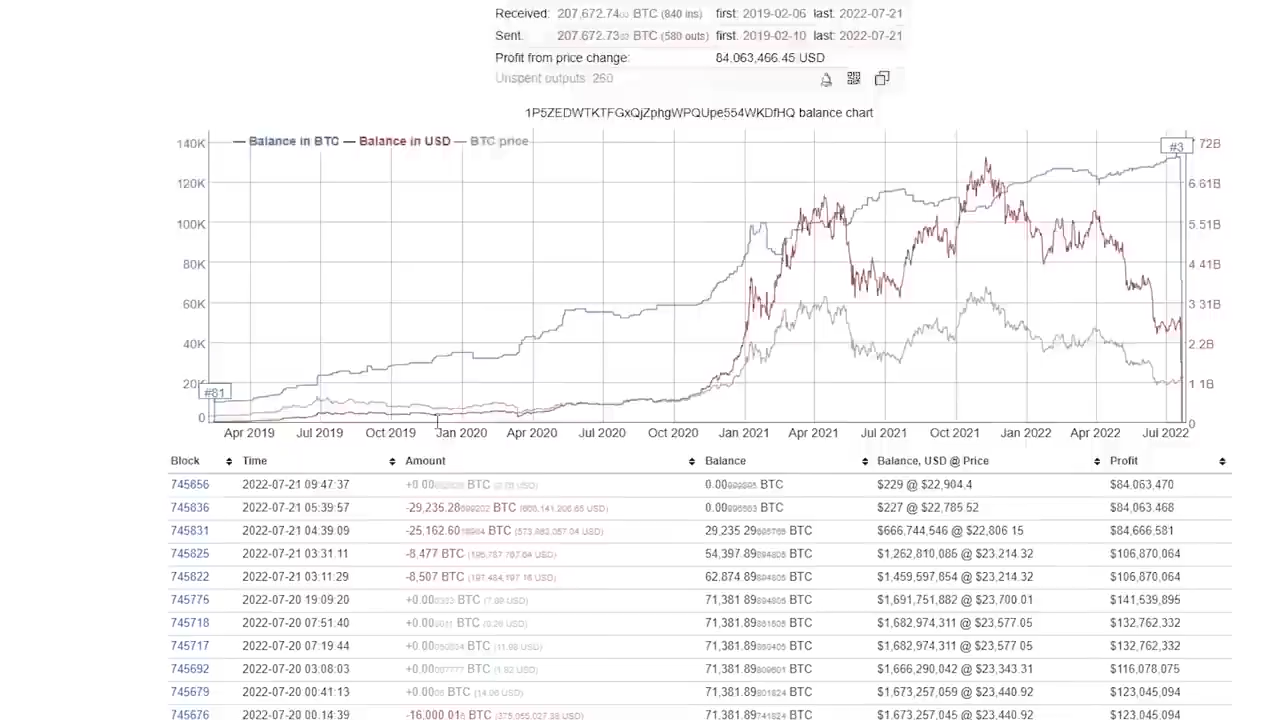 Received: 207,672.74 BTC (840 ins) first: 2019-02-06 last: 2022-07-21
Sent. 207,672.73 BTC (580 outs) first: 2019-02-10 last: 2022-07-21
Profit from price change: 84.063,466.45 USD
Unspent outputs: 260
1P5ZEDWTKTFGxQjZphgWPQUpe554WKDfHQ balance chart
Balance in BTC Balance in USD BTC price
140K 72B
#3
120K 6 61B
100K 5 51B
80K 4 41B
60K 3 31B
40K 2.2B
20K 1 1B
#81
0 0
Apr 2019 Jul 2019 Oct 2019 Jan 2020 Apr 2020 Jul 2020 Oct 2020 Jan 2021 Apr 2021 Jul 2021 Oct 2021 Jan 2022 Apr 2022 Jul 2022
Block Time Amount Balance Balance, USD @ Price Profit
745656 2022-07-21 09:47:37 +0.00 BTC 0.00 BTC $229 @ $22,904.4 $84,063,470
745836 2022-07-21 05:39:57 -29,235.28 BTC 0.00 BTC $227 @ $22,785 52 $84,063.468
745831 2022-07-21 04:39:09 -25,162.60 BTC 29,235 29 BTC $666,744,546 @ $22,806 15 $84,666,581
745825 2022-07-21 03:31.11 -8,477 BTC 54,397.89 BTC $1,262,810,085 @ $23,214.32 $106,870,064
745822 2022-07-21 03:11:29 -8,507 BTC 62,874 89 BTC $1,459,597,854 @ $23,214.32 $106,870,064
745775 2022-07-20 19:09:20 +0.00 BTC 71,381 89 BTC $1,691,751,882 @ $23,700.01 $141,539,895
745718 2022-07-20 07:51:40 +0.00 BTC 71,381.89 BTC $1,682,974,311 @ $23,577 05 $132,762,332
745717 2022-07-20 07:19:44 +0.00 BTC 71,381.89 BTC $1,682,974,311 @ $23,577 05 $132,762,332
745692 2022-07-20 03:08:03 +0.00 BTC 71,381.89 BTC $1,666,290,042 @ $23,343.31 $116,078,075
745679 2022-07-20 00:41:13 +0.00 BTC 71,381.89 BTC $1,673,257,059 @ $23,440.92 $123,045,094
745676 2022-07-20 00.14:39 -16,000 01 BTC 71,381.89 BTC $1,673,257,045 @ $23,440.92 $123,045,094